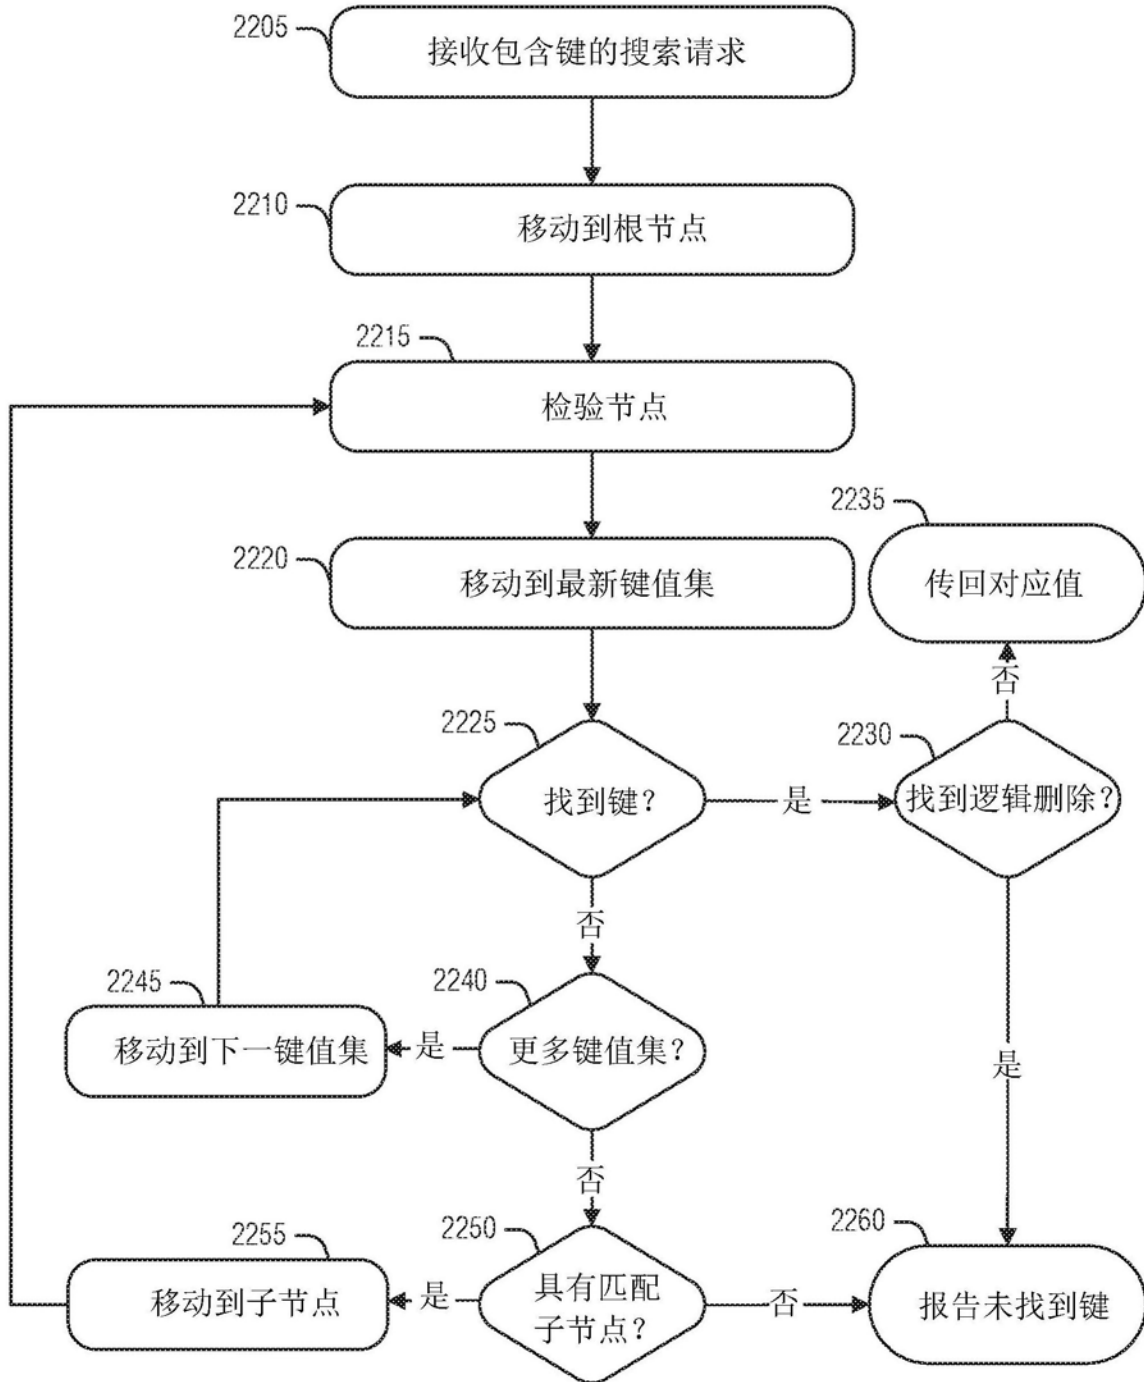 2205
接收包含键的搜索请求
2210
移动到根节点
2215
检验节点
2235
传回对应值
2220
移动到最新键值集
否
2225
找到键？
是
2230
找到逻辑删除？
否
2245
移动到下一键值集
是
2240
更多键值集？
是
否
2255
移动到子节点
是
2250
具有匹配
子节点？
否
2260
报告未找到键